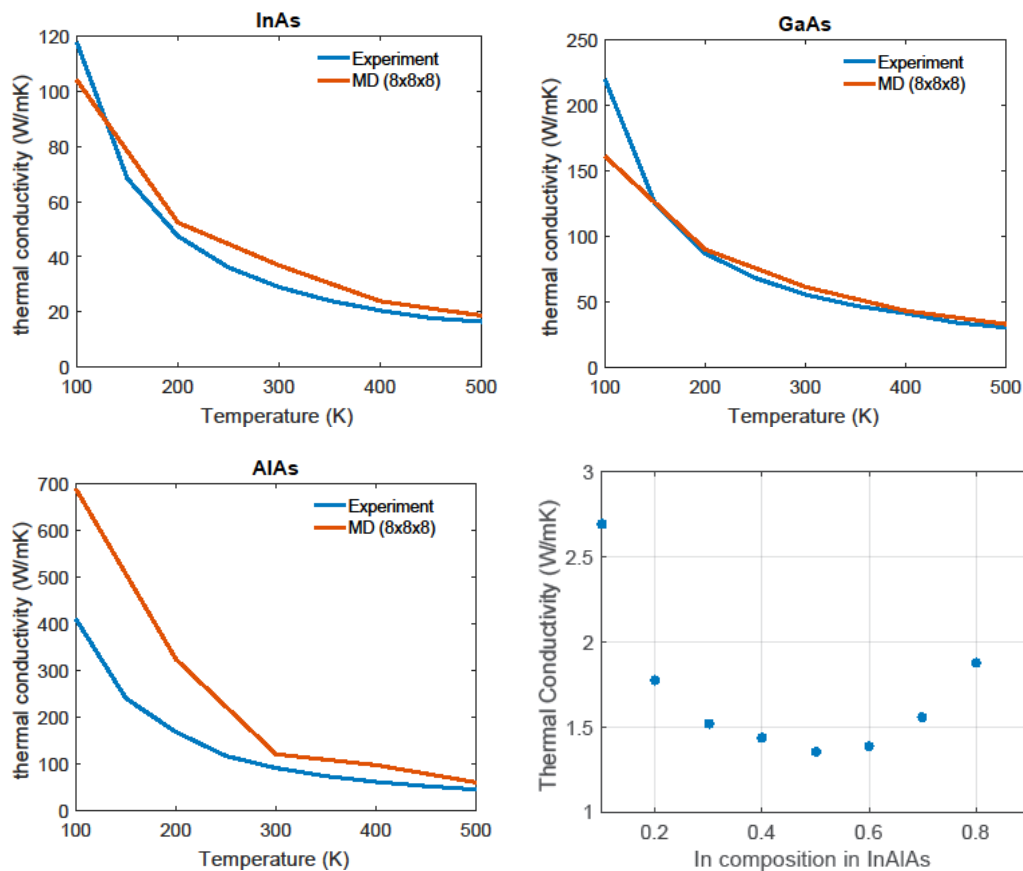 InAs
thermal conductivity (W/mK)
120
100
80
60
40
20
0
Experiment
MD (8x8x8)
100
200
300
400
500
Temperature (K)
GaAs
thermal conductivity (W/mK)
250
200
150
100
50
0
Experiment
MD (8x8x8)
100
200
300
400
500
Temperature (K)
AlAs
thermal conductivity (W/mK)
700
600
500
400
300
200
100
0
Experiment
MD (8x8x8)
100
200
300
400
500
Temperature (K)
Thermal Conductivity (W/mK)
3
2.5
2
1.5
1
0.2
0.4
0.6
0.8
In composition in InAlAs